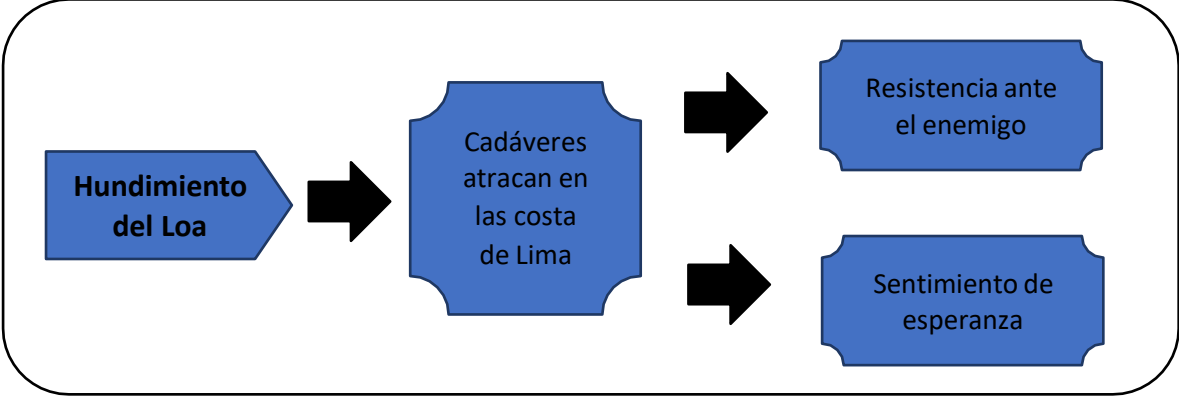 Hundimiento
del Loa
Cadáveres
atracan en
las costa
de Lima
Resistencia ante
el enemigo
Sentimiento de
esperanza